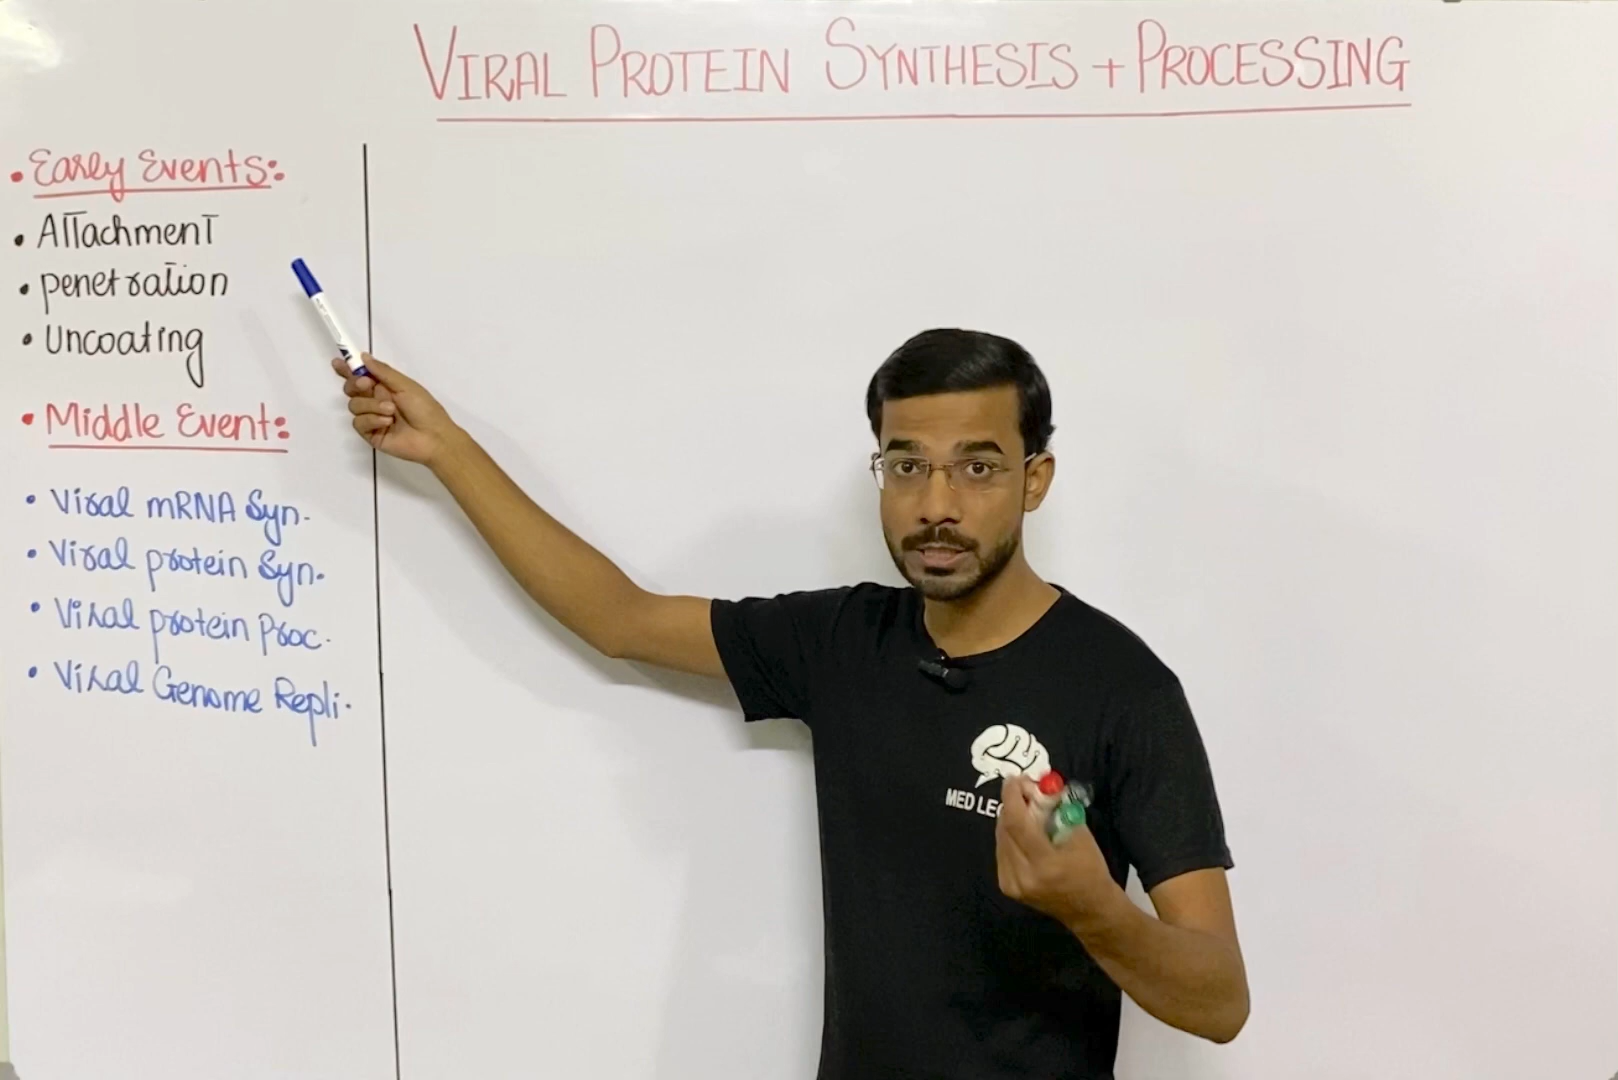 VIRAL PROTEIN SYNTHESIS + PROCESSING
• Early Events:
• Attachment
• penetration
• Uncoating
• Middle Event:
• Viral mRNA Syn.
• Viral protein Syn.
• Viral protein Proc.
• Viral Genome Repli.
MED